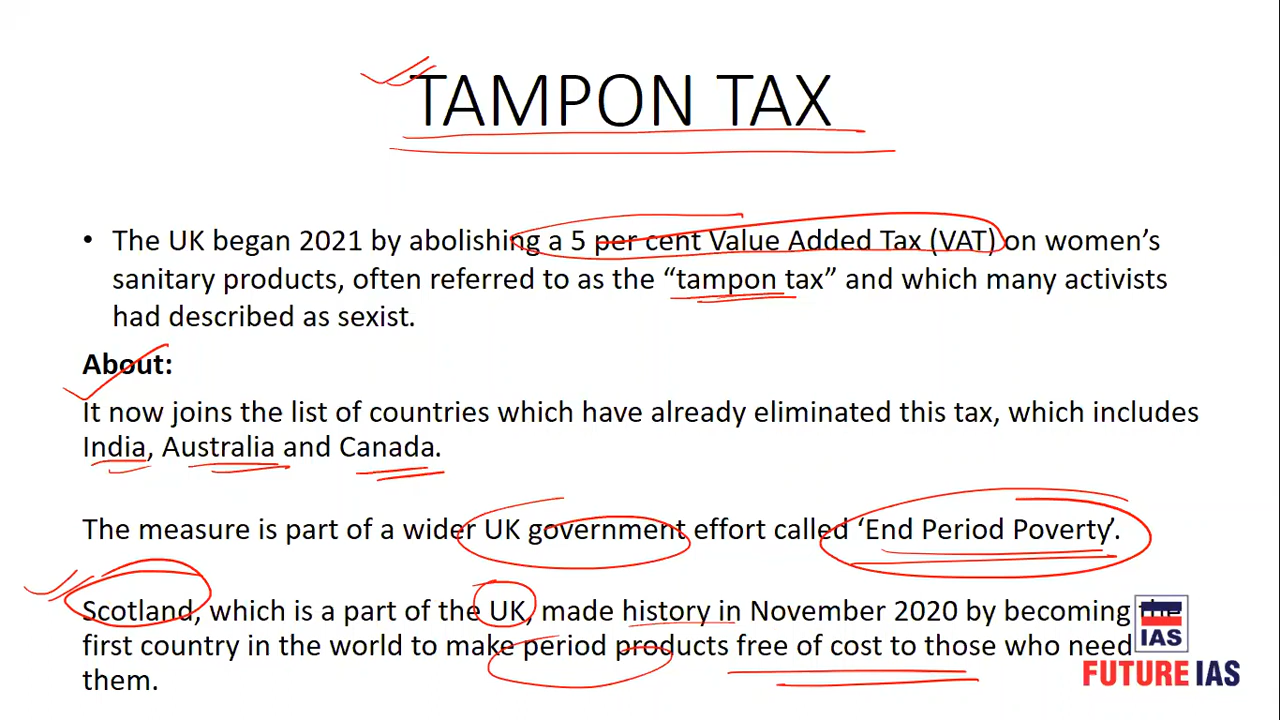 TAMPON TAX
• The UK began 2021 by abolishing a 5 per cent Value Added Tax (VAT) on women’s
sanitary products, often referred to as the “tampon tax” and which many activists
had described as sexist.
About:
It now joins the list of countries which have already eliminated this tax, which includes
India, Australia and Canada.
The measure is part of a wider UK government effort called ‘End Period Poverty’.
Scotland, which is a part of the UK, made history in November 2020 by becoming the
first country in the world to make period products free of cost to those who need
them.
IAS
FUTURE IAS